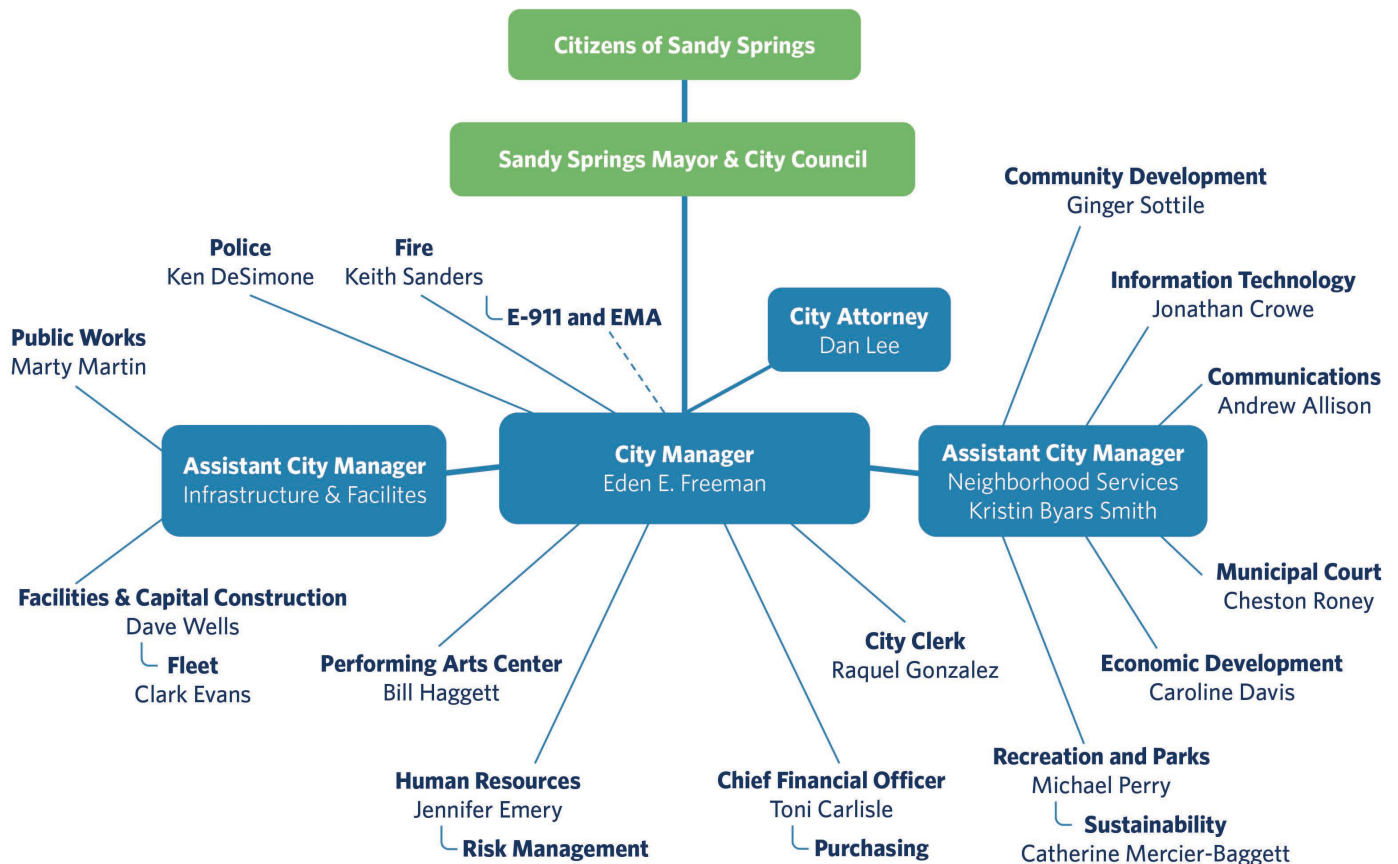 Citizens of Sandy Springs
Sandy Springs Mayor & City Council
Community Development
Ginger Sottile
Police
Ken DeSimone
Fire
Keith Sanders
E-911 and EMA
Information Technology
Jonathan Crowe
City Attorney
Dan Lee
Public Works
Marty Martin
Communications
Andrew Allison
Assistant City Manager
Infrastructure & Facilites
City Manager
Eden E. Freeman
Assistant City Manager
Neighborhood Services
Kristin Byars Smith
Municipal Court
Cheston Roney
Facilities & Capital Construction
Dave Wells
Fleet
Clark Evans
Performing Arts Center
Bill Haggett
City Clerk
Raquel Gonzalez
Economic Development
Caroline Davis
Human Resources
Jennifer Emery
Risk Management
Chief Financial Officer
Toni Carlisle
Purchasing
Recreation and Parks
Michael Perry
Sustainability
Catherine Mercier-Baggett